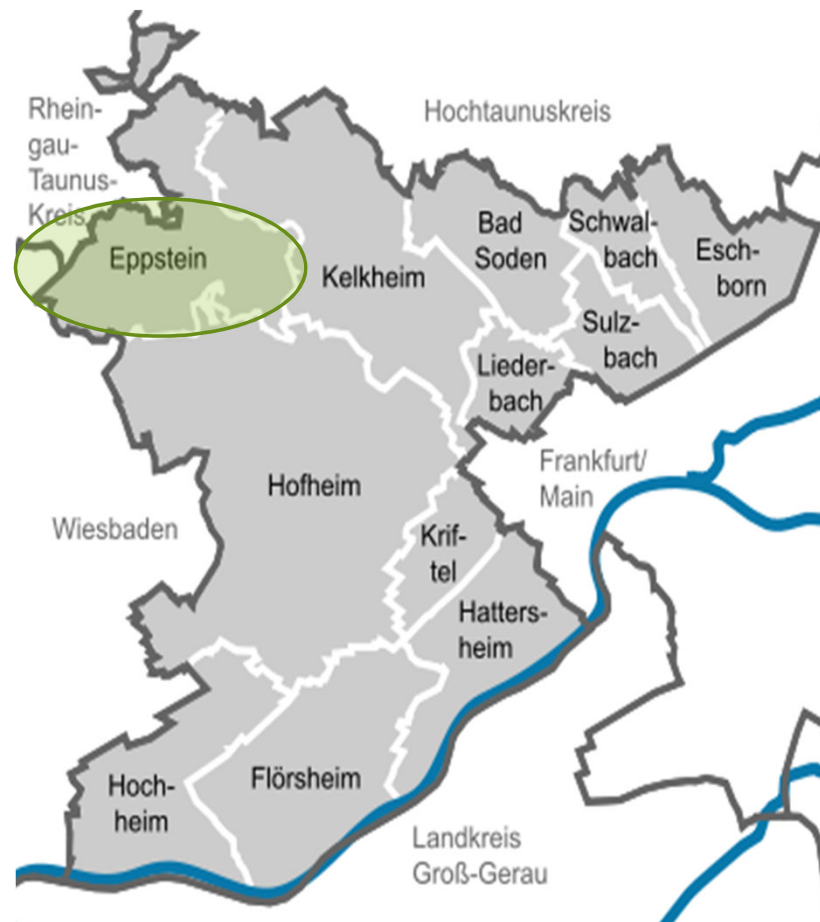 Hochtaunuskreis
Rhein-
gau-
Taunus-
Kreis
Eppstein
Kelkheim
Bad
Soden
Schwal-
bach
Esch-
born
Sulz-
bach
Lieder-
bach
Frankfurt/
Main
Hofheim
Wiesbaden
Krif-
tel
Hatters-
heim
Flörsheim
Hoch-
heim
Landkreis
Groß-Gerau